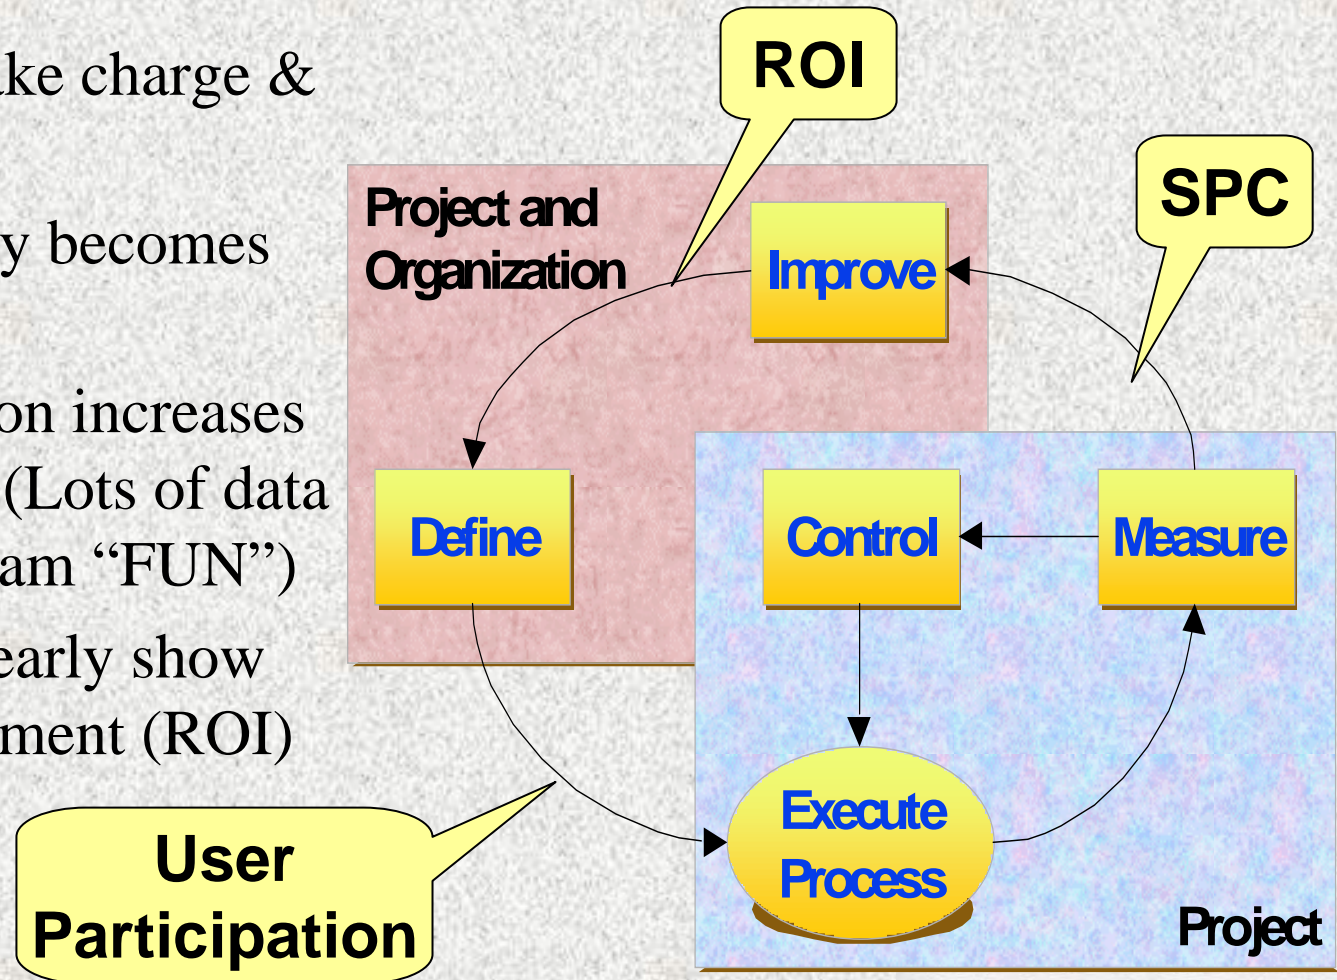 ake charge &
y becomes
on increases
(Lots of data
am “FUN”)
early show
ment (ROI)
ROI
SPC
Project and
Organization
Improve
Define
Control
Measure
Execute
Process
Project
User
Participation